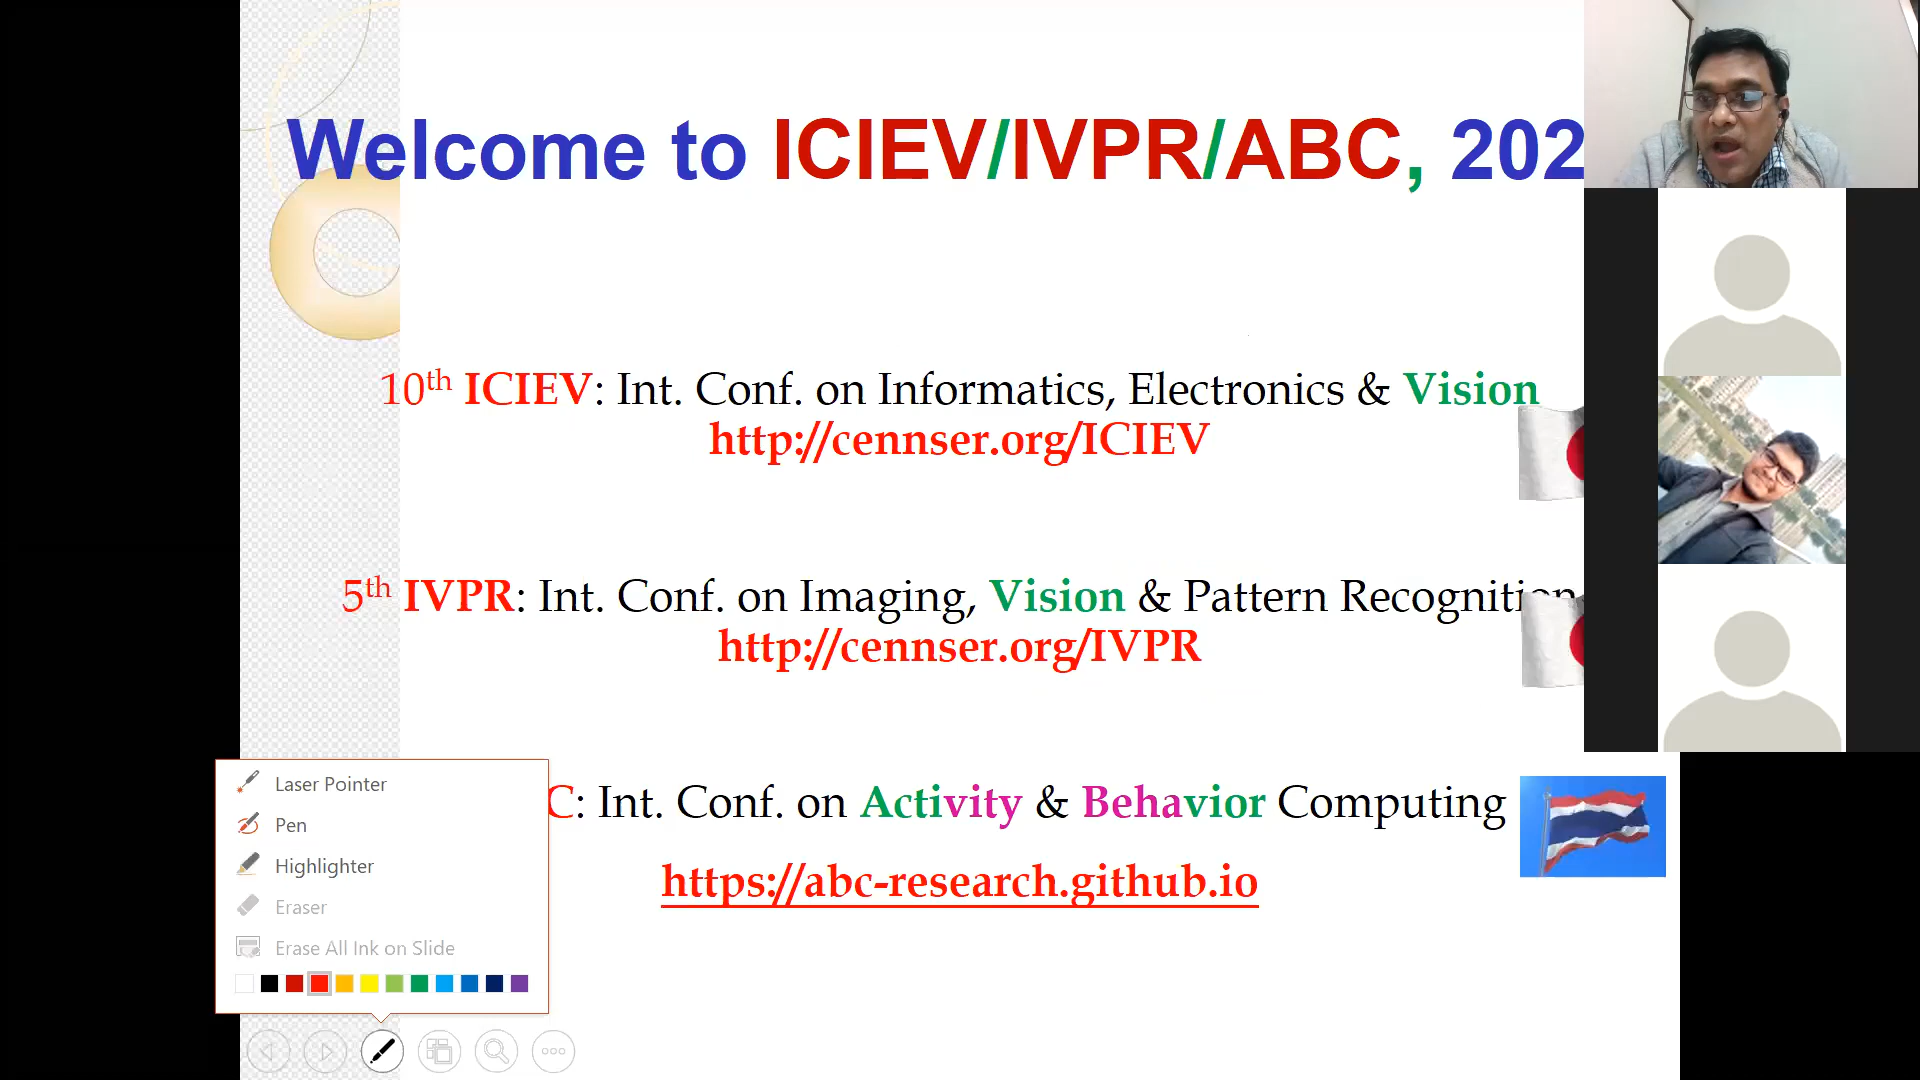 Welcome to ICIEV/IVPR/ABC, 202
10th ICIEV: Int. Conf. on Informatics, Electronics & Vision
http://cennser.org/ICIEV
5th IVPR: Int. Conf. on Imaging, Vision & Pattern Recognition
http://cennser.org/IVPR
C: Int. Conf. on Activity & Behavior Computing
https://abc-research.github.io
Laser Pointer
Pen
Highlighter
Eraser
Erase All Ink on Slide